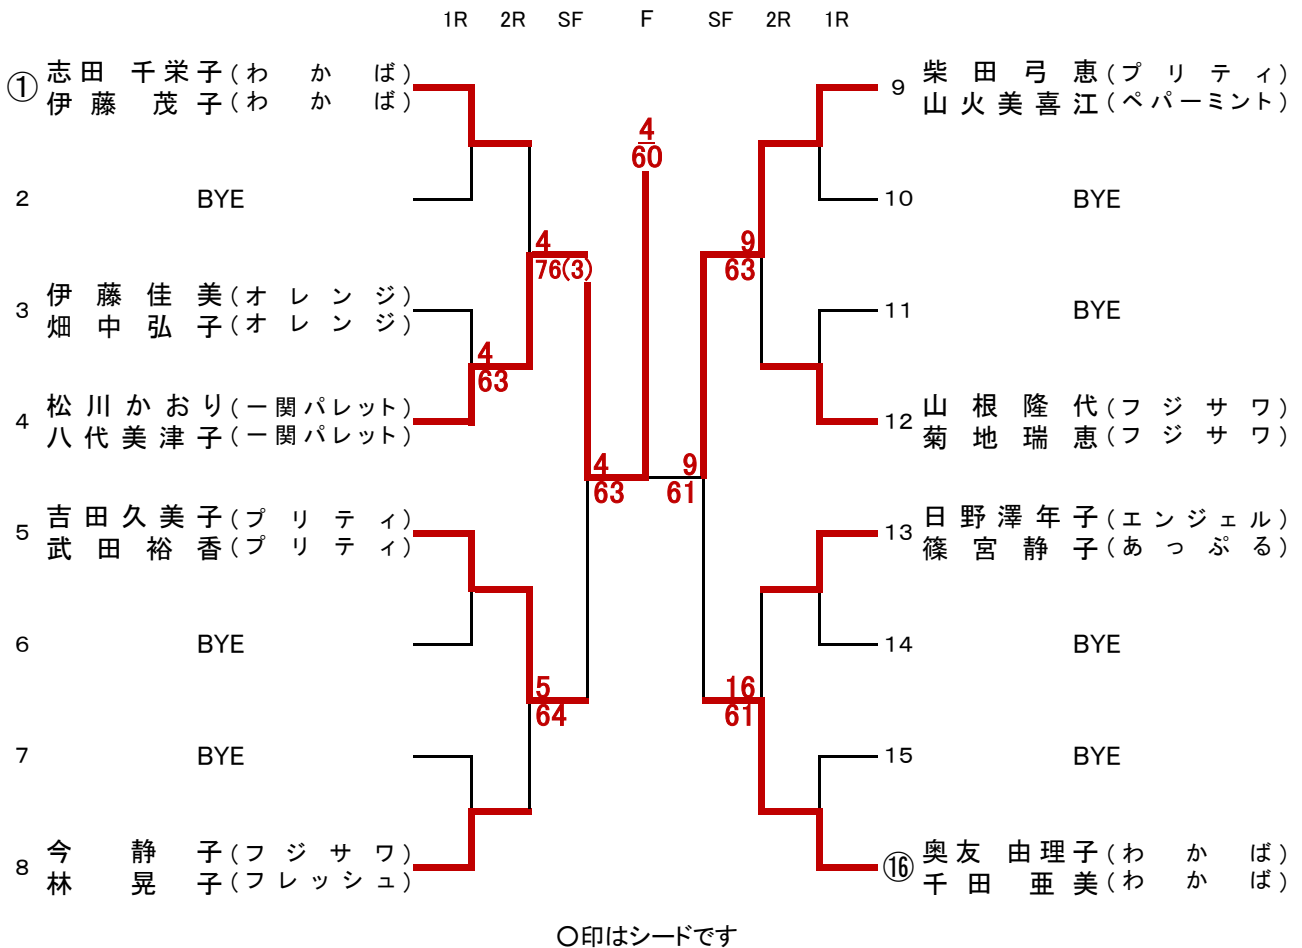 1R 2R SF F SF 2R 1R
① 志田 千栄子(わかば)
伊藤 茂子(わかば)
2 BYE
3 伊藤佳美(オレンジ)
畑中弘子(オレンジ)
4 松川かおり(一関パレット)
八代美津子(一関パレット)
5 吉田久美子(プリティ)
武田裕香(プリティ)
6 BYE
7 BYE
8 今静子(フジサワ)
林晃子(フレッシュ)
4
63
4
76(3)
5
64
4
63
4
60
9
61
9
63
16
61
9 柴田弓恵(プリティ)
山火美喜江(ペパーミント)
10 BYE
11 BYE
12 山根隆代(フジサワ)
菊地瑞恵(フジサワ)
13 日野澤年子(エンジェル)
篠宮静子(あっぷる)
14 BYE
15 BYE
⑯ 奥友 由理子(わかば)
千田 亜美(わかば)
〇印はシードです